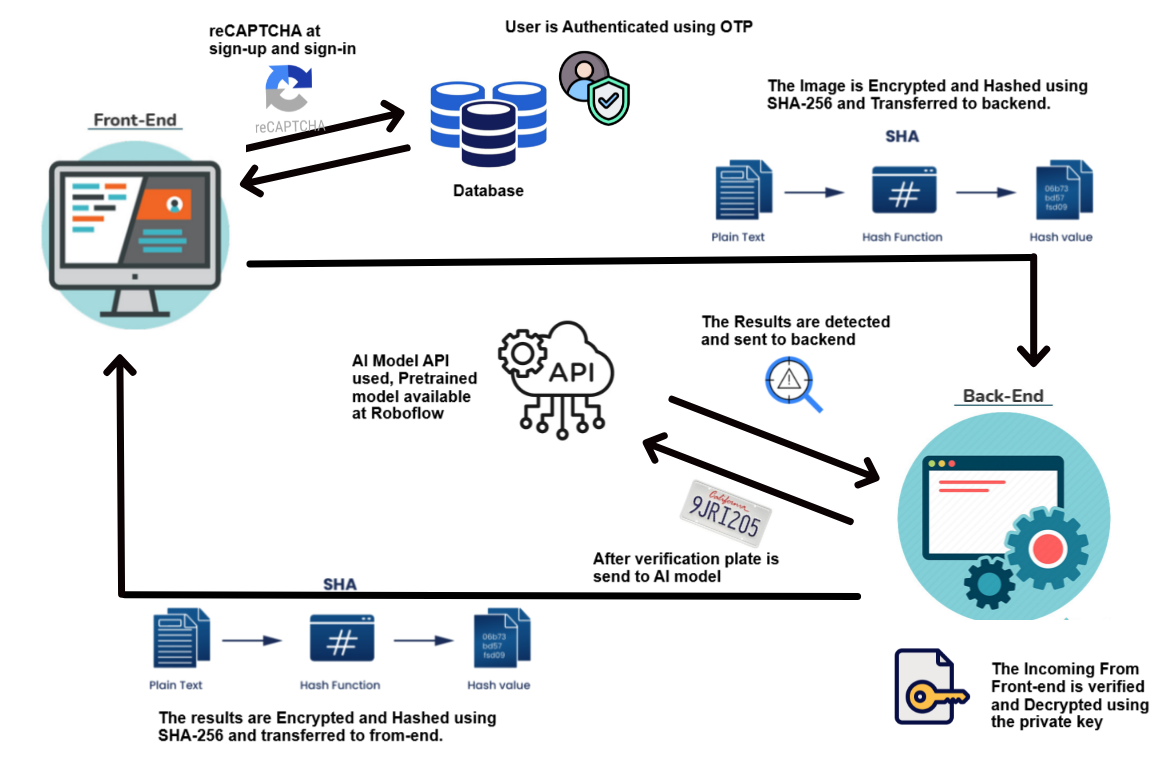 reCAPTCHA at
sign-up and sign-in
reCAPTCHA
User is Authenticated using OTP
Database
The Image is Encrypted and Hashed using
SHA-256 and Transferred to backend.
SHA
Plain Text
Hash Function
06b73
bd57
fsd09
Hash value
Front-End
AI Model API
used, Pretrained
model available
at Roboflow
API
The Results are detected
and sent to backend
Back-End
California
9JRI205
After verification plate is
send to AI model
SHA
Plain Text
Hash Function
06b73
bd57
fsd09
Hash value
The results are Encrypted and Hashed using
SHA-256 and transferred to from-end.
The Incoming From
Front-end is verified
and Decrypted using
the private key